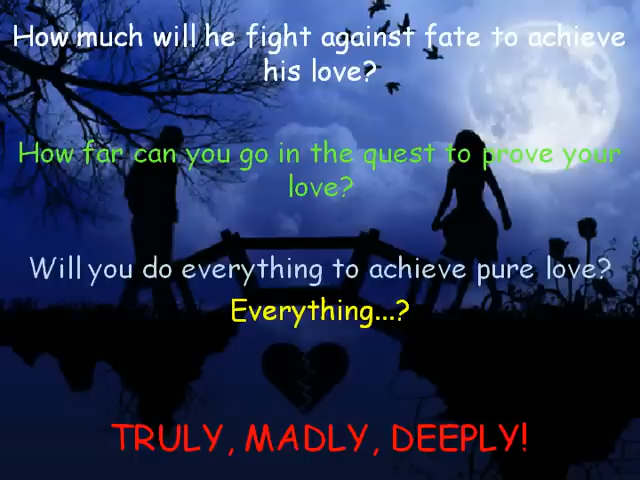 How much will he fight against fate to achieve
his love?
How far can you go in the quest to prove your
love?
Will you do everything to achieve pure love?
Everything...?
TRULY, MADLY, DEEPLY!